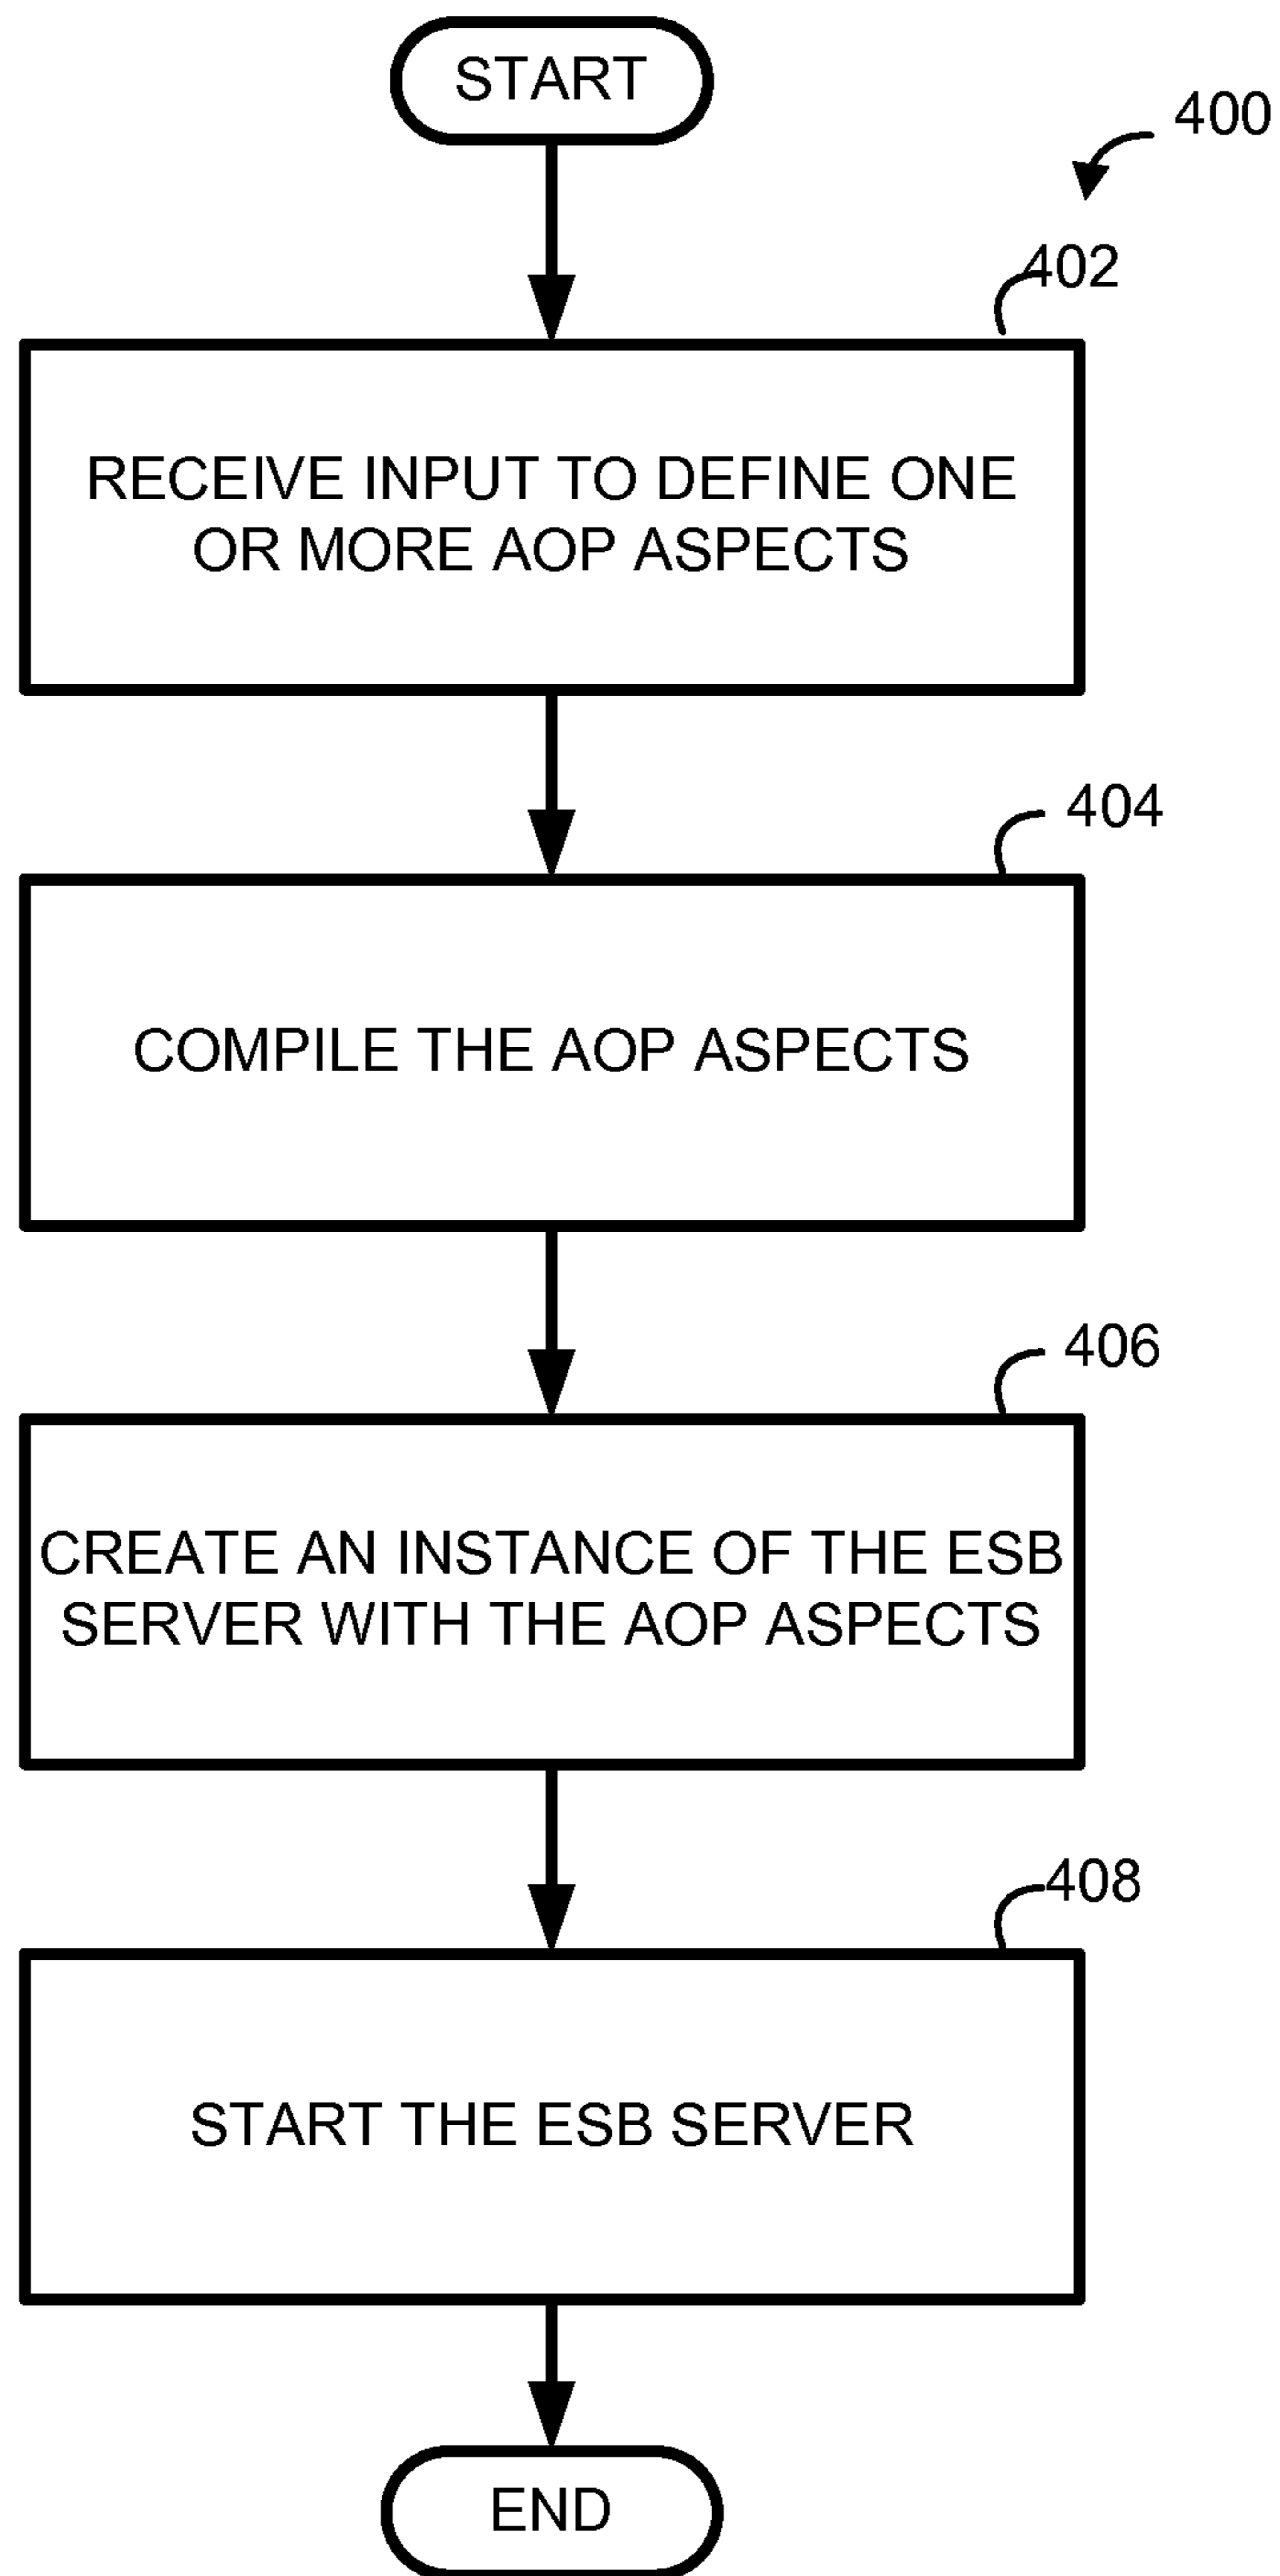 START
400
402
RECEIVE INPUT TO DEFINE ONE
OR MORE AOP ASPECTS
404
COMPILE THE AOP ASPECTS
406
CREATE AN INSTANCE OF THE ESB
SERVER WITH THE AOP ASPECTS
408
START THE ESB SERVER
END